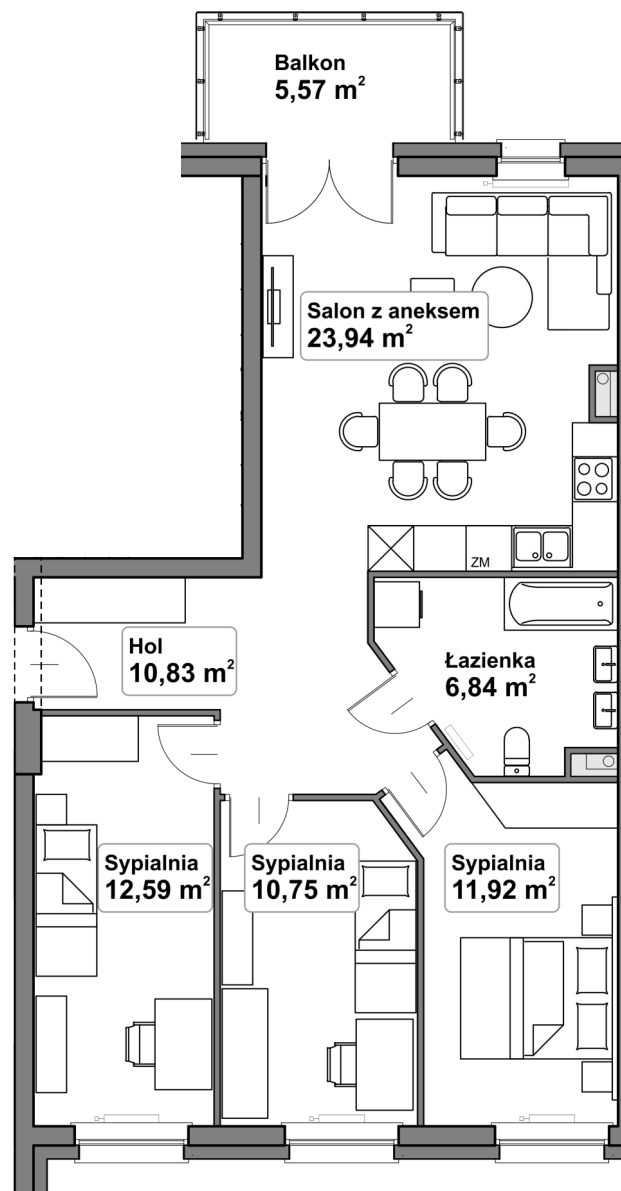 Balkon
5,57 m²
Salon z aneksem
23,94 m²
ZM
Hol
10,83 m²
Łazienka
6,84 m²
Sypialnia
12,59 m²
Sypialnia
10,75 m²
Sypialnia
11,92 m²